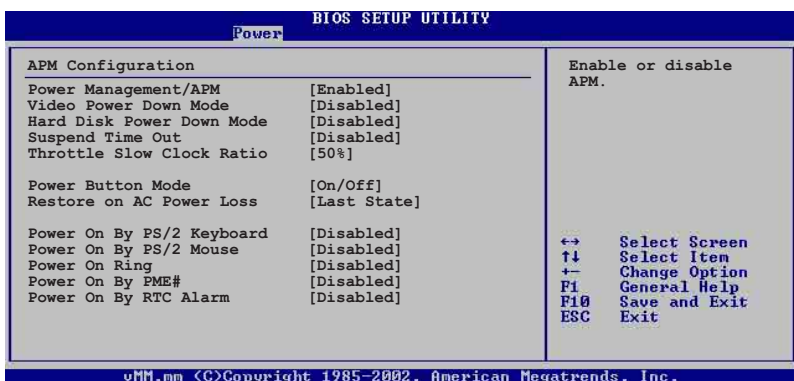 BIOS SETUP UTILITY
Power
APM Configuration
Power Management/APM [Enabled]
Video Power Down Mode [Disabled]
Hard Disk Power Down Mode [Disabled]
Suspend Time Out [Disabled]
Throttle Slow Clock Ratio [50%]
Power Button Mode [On/Off]
Restore on AC Power Loss [Last State]
Power On By PS/2 Keyboard [Disabled]
Power On By PS/2 Mouse [Disabled]
Power On Ring [Disabled]
Power On By PME# [Disabled]
Power On By RTC Alarm [Disabled]
Enable or disable
APM.
←→ Select Screen
↑↓ Select Item
+- Change Option
F1 General Help
F10 Save and Exit
ESC Exit
vMM.mm (C)Copyright 1985-2002, American Megatrends, Inc.